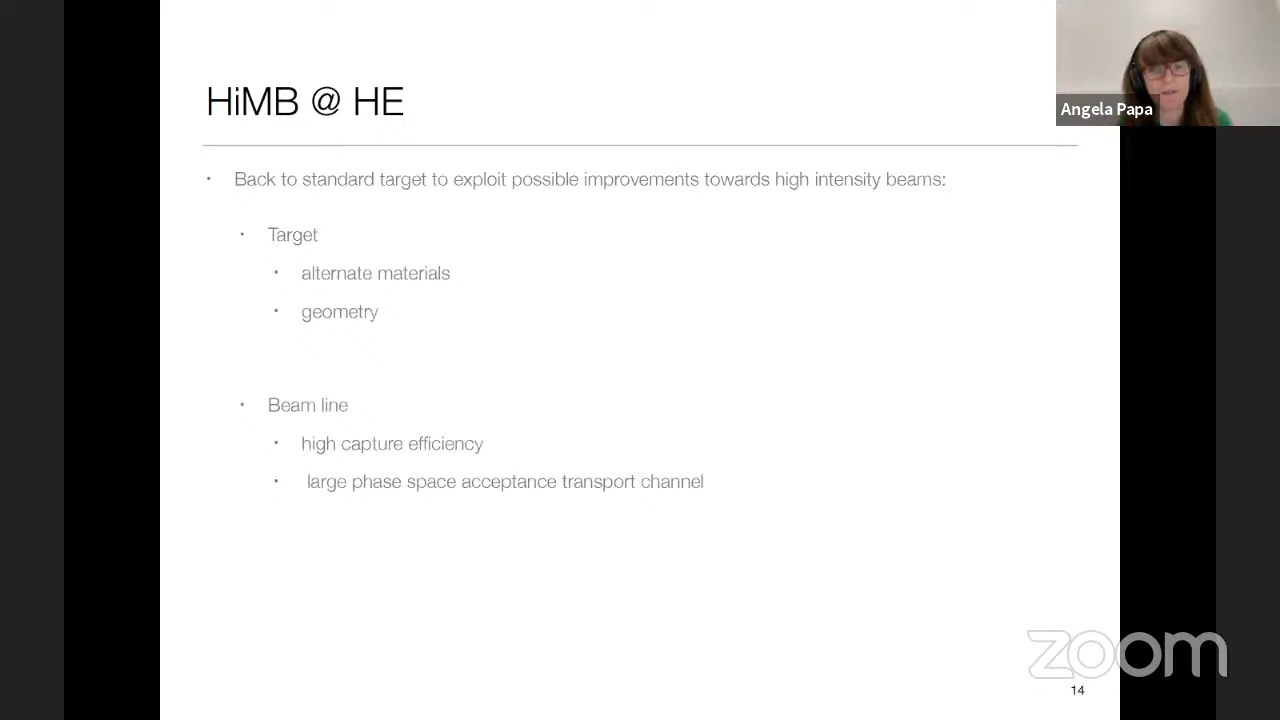 HiMB @ HE
Angela Papa
• Back to standard target to exploit possible improvements towards high intensity beams:
• Target
• alternate materials
• geometry
• Beam line
• high capture efficiency
• large phase space acceptance transport channel
zoom
14